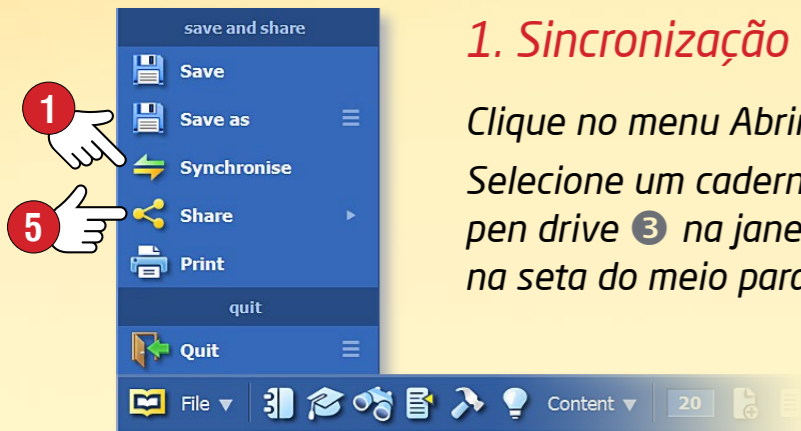 save and share
Save
Save as
Synchronise
Share
Print
quit
Quit
File
Content
20
1
5
1. Sincronização
Clique no menu Abrir
Selecione um cadern
pen drive 3 na jane
na seta do meio para